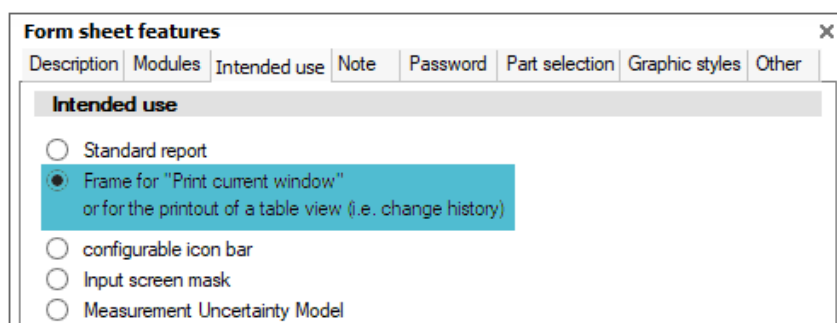 Form sheet features
Description Modules Intended use Note Password Part selection Graphic styles Other
Intended use
Standard report
Frame for "Print current window"
or for the printout of a table view (i.e. change history)
configurable icon bar
Input screen mask
Measurement Uncertainty Model